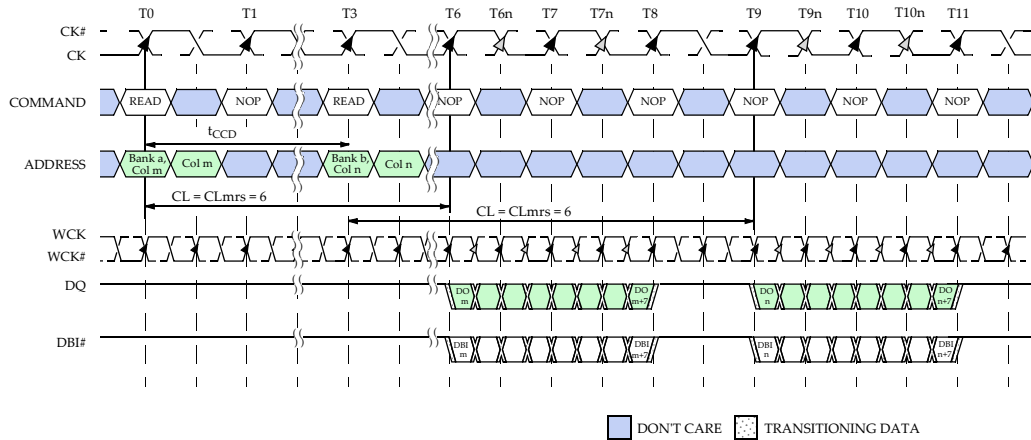 T0 T1 T3 T6 T6n T7 T7n T8 T9 T9n T10 T10n T11
CK#
CK
COMMAND READ NOP READ NOP NOP NOP NOP NOP NOP
tCCD
ADDRESS Bank a, Col m Col m Bank b, Col n Col n
CL = CLmrs = 6
CL = CLmrs = 6
WCK
WCK#
DQ DO m DO m+7 DO n DO n+7
DBI# DBI m DBI m+7 DBI n DBI n+7
DON'T CARE TRANSITIONING DATA